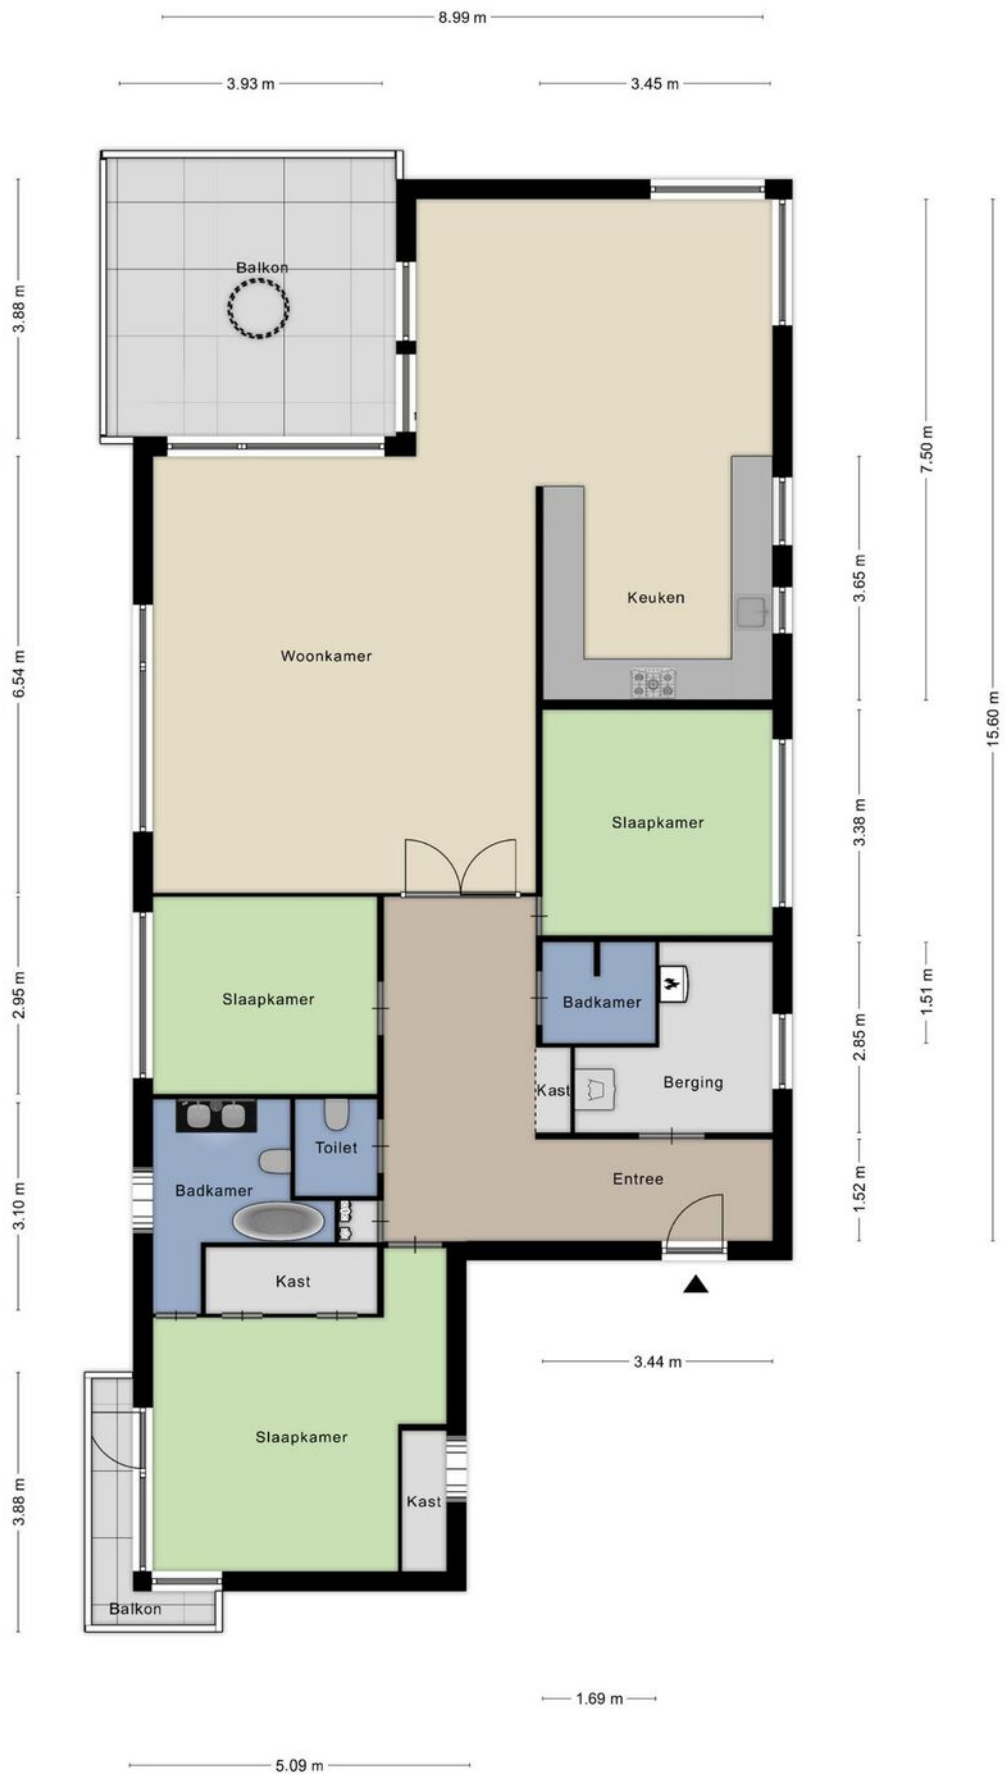 8.99 m
3.93 m
3.45 m
Balkon
3.88 m
7.50 m
3.65 m
Keuken
Woonkamer
6.54 m
15.60 m
Slaapkamer
3.38 m
Slaapkamer
Badkamer
2.95 m
1.51 m
2.85 m
Kast
Berging
Toilet
Entree
Badkamer
3.10 m
1.52 m
Kast
3.44 m
Slaapkamer
3.88 m
Kast
Balkon
1.69 m
5.09 m